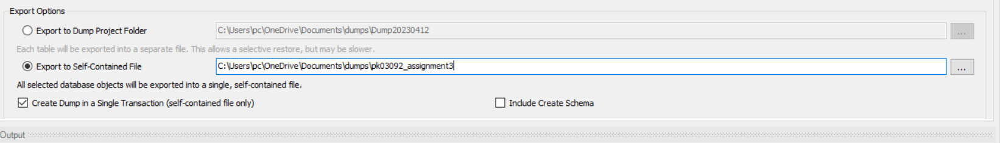 Export Options
Export to Dump Project Folder C:\Users\pc\OneDrive\Documents\dumps\Dump20230412 ...
Each table will be exported into a separate file. This allows a selective restore, but may be slower.
Export to Self-Contained File C:\Users\pc\OneDrive\Documents\dumps\pk03092_assignment3 ...
All selected database objects will be exported into a single, self-contained file.
Create Dump in a Single Transaction (self-contained file only) Include Create Schema
Output